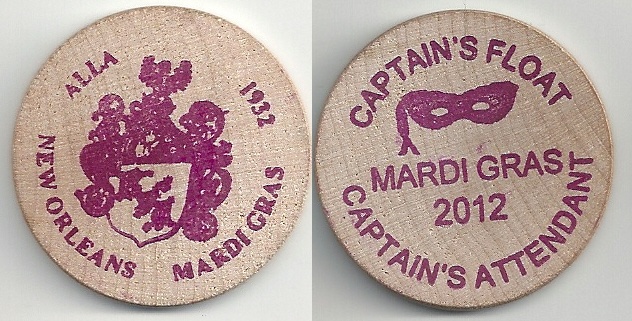 ALLA
1932
NEW ORLEANS
MARDI GRAS
CAPTAIN'S FLOAT
MARDI GRAS
2012
CAPTAIN'S ATTENDANT